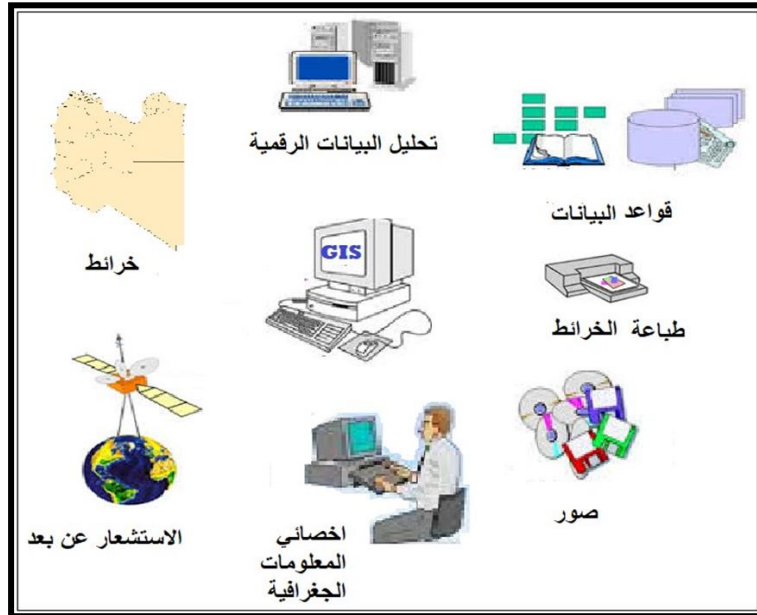 تحليل البيانات الرقمية
قواعد البيانات
خرائط
GIS
طباعة الخرائط
صور
الاستشعار عن بعد
اخصائي
المعلومات
الجغرافية